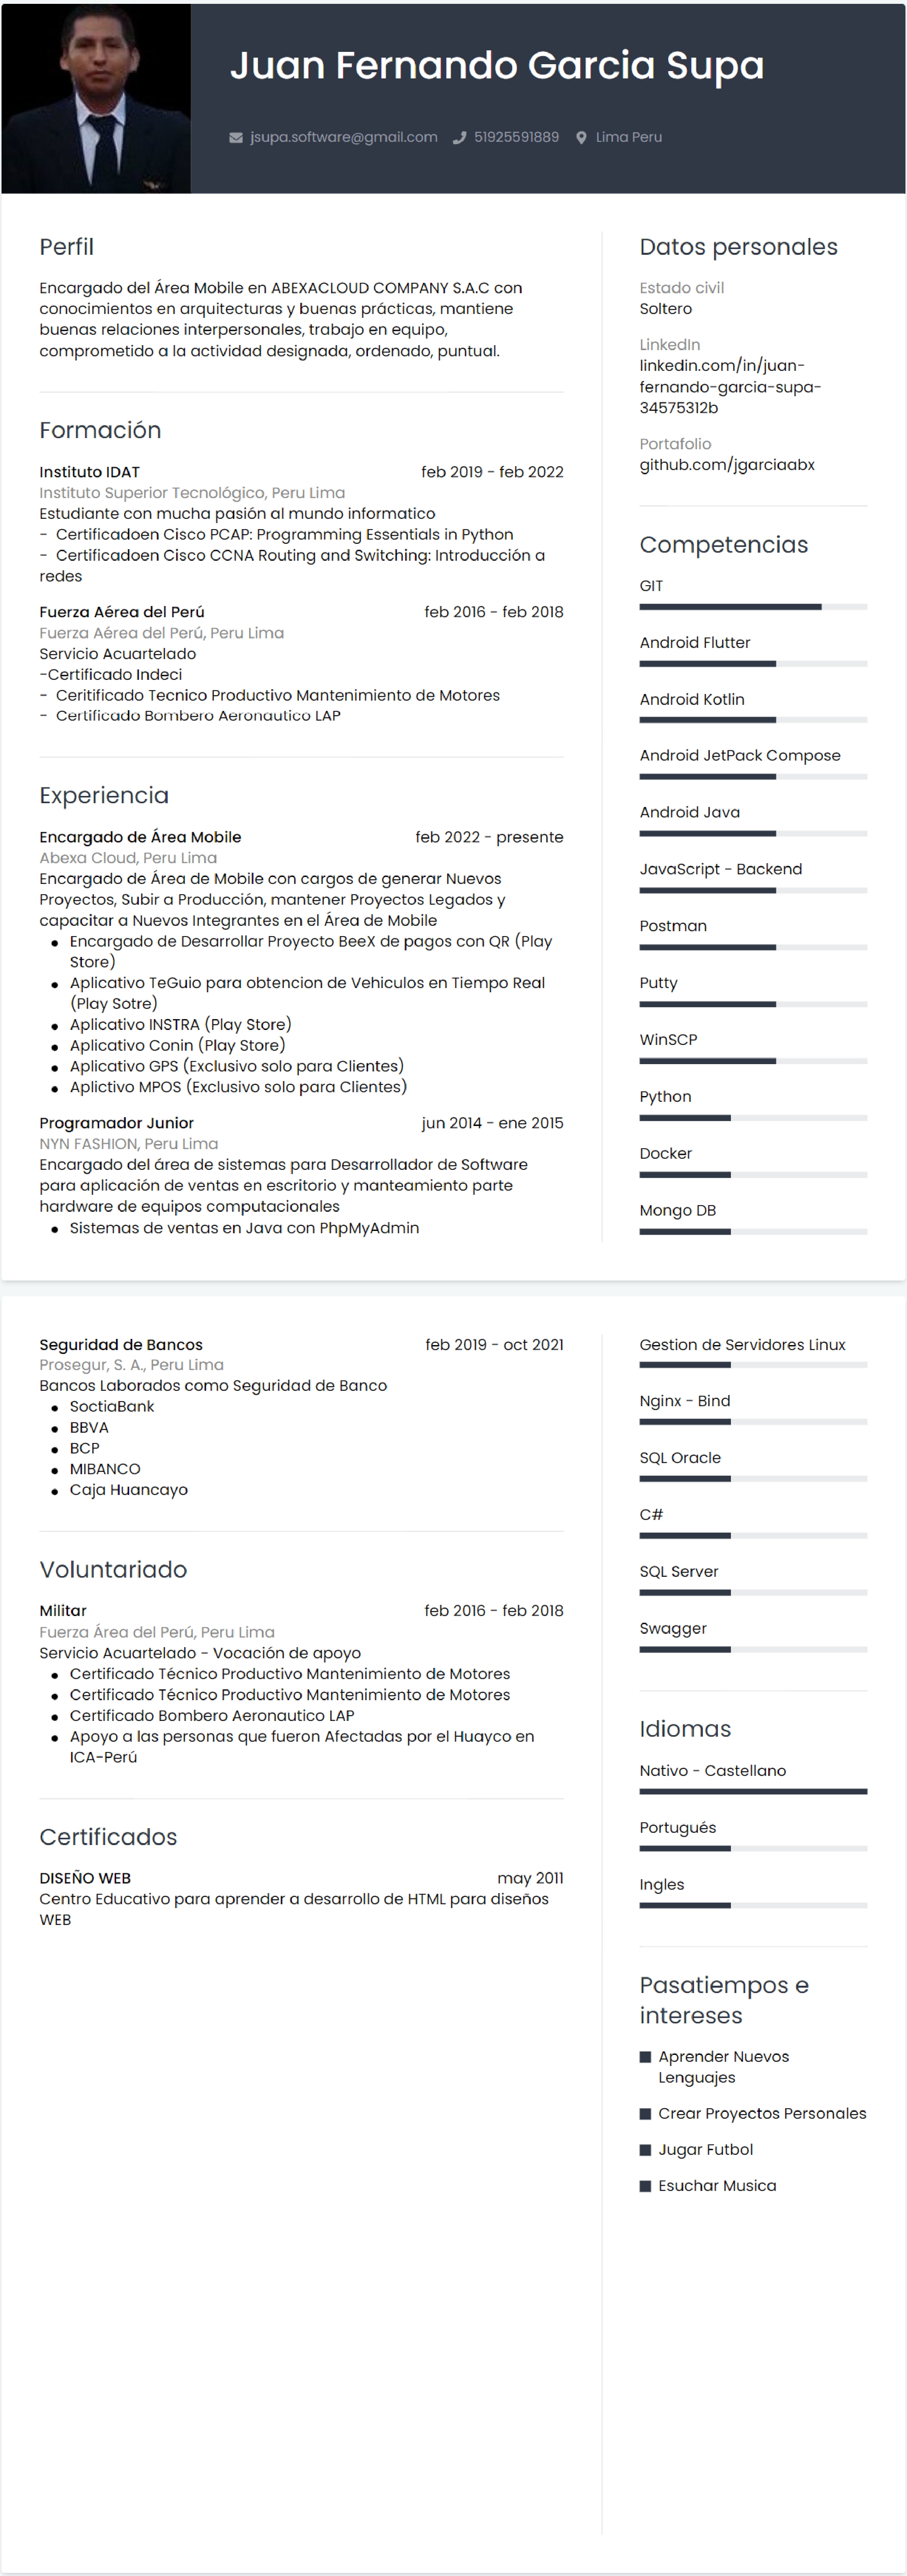 Juan Fernando Garcia Supa
jsupa.software@gmail.com 51925591889 Lima Peru
Perfil
Encargado del Área Mobile en ABEXACLOUD COMPANY S.A.C con
conocimientos en arquitecturas y buenas prácticas, mantiene
buenas relaciones interpersonales, trabajo en equipo,
comprometido a la actividad designada, ordenado, puntual.
Formación
Instituto IDAT feb 2019 - feb 2022
Instituto Superior Tecnológico, Peru Lima
Estudiante con mucha pasión al mundo informatico
- Certificadoen Cisco PCAP: Programming Essentials in Python
- Certificadoen Cisco CCNA Routing and Switching: Introducción a
redes
Fuerza Aérea del Perú feb 2016 - feb 2018
Fuerza Aérea del Perú, Peru Lima
Servicio Acuartelado
-Certificado Indeci
- Ceritificado Tecnico Productivo Mantenimiento de Motores
- Certificado Bombero Aeronautico LAP
Experiencia
Encargado de Área Mobile feb 2022 - presente
Abexa Cloud, Peru Lima
Encargado de Área de Mobile con cargos de generar Nuevos
Proyectos, Subir a Producción, mantener Proyectos Legados y
capacitar a Nuevos Integrantes en el Área de Mobile
• Encargado de Desarrollar Proyecto BeeX de pagos con QR (Play
Store)
• Aplicativo TeGuio para obtencion de Vehiculos en Tiempo Real
(Play Sotre)
• Aplicativo INSTRA (Play Store)
• Aplicativo Conin (Play Store)
• Aplicativo GPS (Exclusivo solo para Clientes)
• Aplictivo MPOS (Exclusivo solo para Clientes)
Programador Junior jun 2014 - ene 2015
NYN FASHION, Peru Lima
Encargado del área de sistemas para Desarrollador de Software
para aplicación de ventas en escritorio y manteamiento parte
hardware de equipos computacionales
• Sistemas de ventas en Java con PhpMyAdmin
Datos personales
Estado civil
Soltero
LinkedIn
linkedin.com/in/juan-
fernando-garcia-supa-
34575312b
Portafolio
github.com/jgarciaabx
Competencias
GIT
Android Flutter
Android Kotlin
Android JetPack Compose
Android Java
JavaScript - Backend
Postman
Putty
WinSCP
Python
Docker
Mongo DB
Seguridad de Bancos feb 2019 - oct 2021
Prosegur, S. A., Peru Lima
Bancos Laborados como Seguridad de Banco
• SoctiaBank
• BBVA
• BCP
• MIBANCO
• Caja Huancayo
Voluntariado
Militar feb 2016 - feb 2018
Fuerza Área del Perú, Peru Lima
Servicio Acuartelado - Vocación de apoyo
• Certificado Técnico Productivo Mantenimiento de Motores
• Certificado Técnico Productivo Mantenimiento de Motores
• Certificado Bombero Aeronautico LAP
• Apoyo a las personas que fueron Afectadas por el Huayco en
ICA-Perú
Certificados
DISEÑO WEB may 2011
Centro Educativo para aprender a desarrollo de HTML para diseños
WEB
Gestion de Servidores Linux
Nginx - Bind
SQL Oracle
C#
SQL Server
Swagger
Idiomas
Nativo - Castellano
Portugués
Ingles
Pasatiempos e
intereses
Aprender Nuevos
Lenguajes
Crear Proyectos Personales
Jugar Futbol
Esuchar Musica